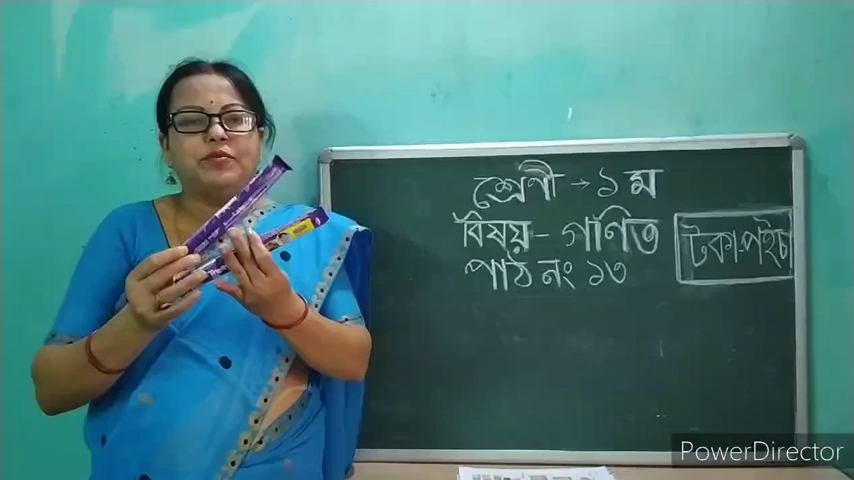 শ্রেণী → ১ম
বিষয় - গণিত
পাঠ নং ১৩
টকা-পইচা
PowerDirector